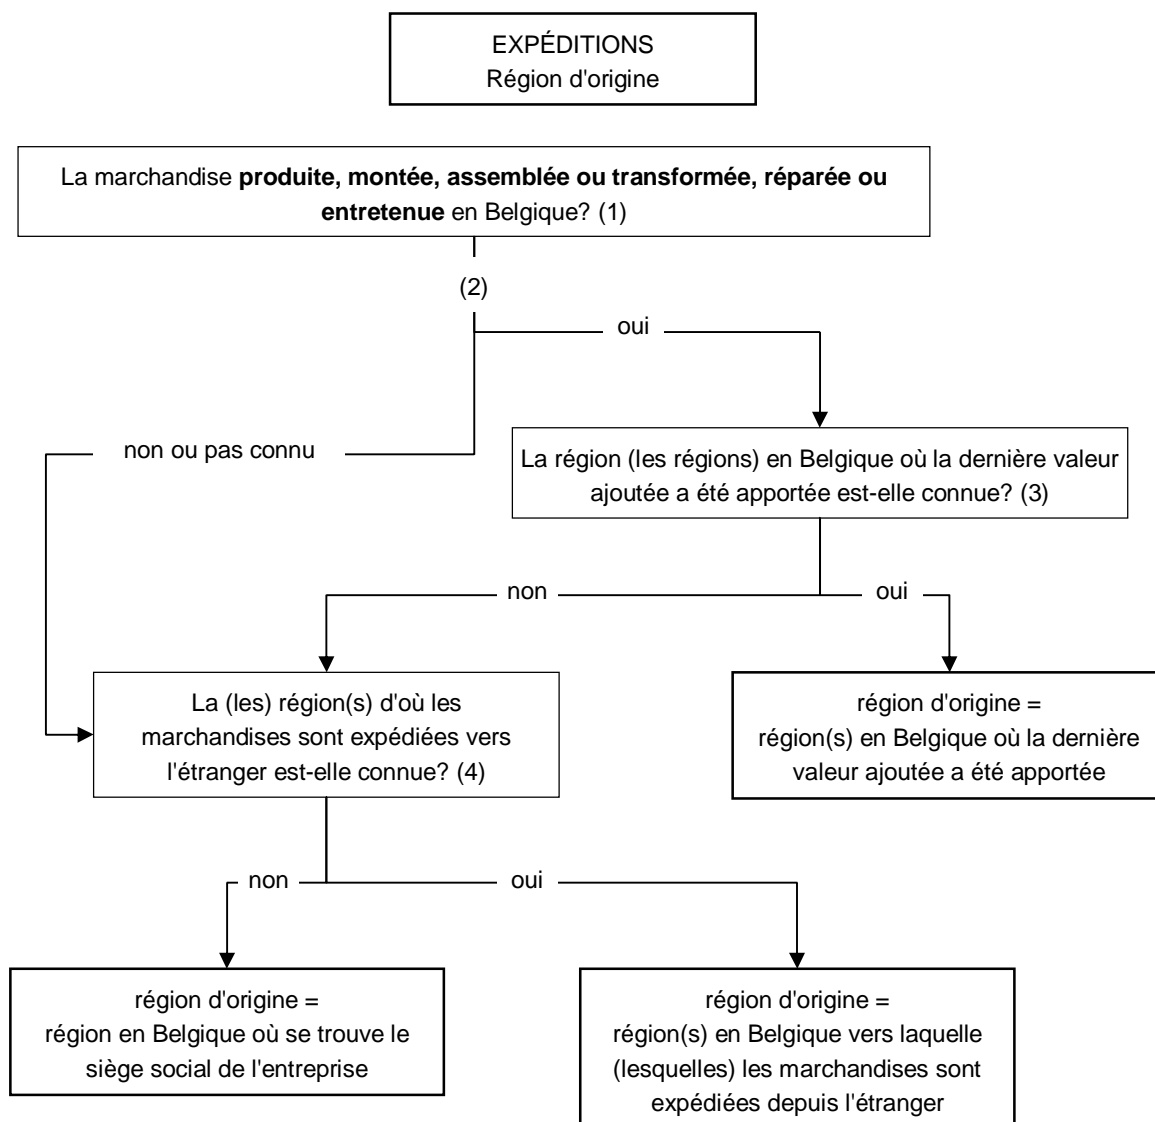 EXPÉDITIONS
Région d'origine
La marchandise produite, montée, assemblée ou transformée, réparée ou
entretenue en Belgique? (1)
(2)
oui
non ou pas connu
La région (les régions) en Belgique où la dernière valeur
ajoutée a été apportée est-elle connue? (3)
non
oui
La (les) région(s) d'où les
marchandises sont expédiées vers
l'étranger est-elle connue? (4)
région d'origine =
région(s) en Belgique où la dernière
valeur ajoutée a été apportée
non
oui
région d'origine =
région en Belgique où se trouve le
siège social de l'entreprise
région d'origine =
région(s) en Belgique vers laquelle
(lesquelles) les marchandises sont
expédiées depuis l'étranger